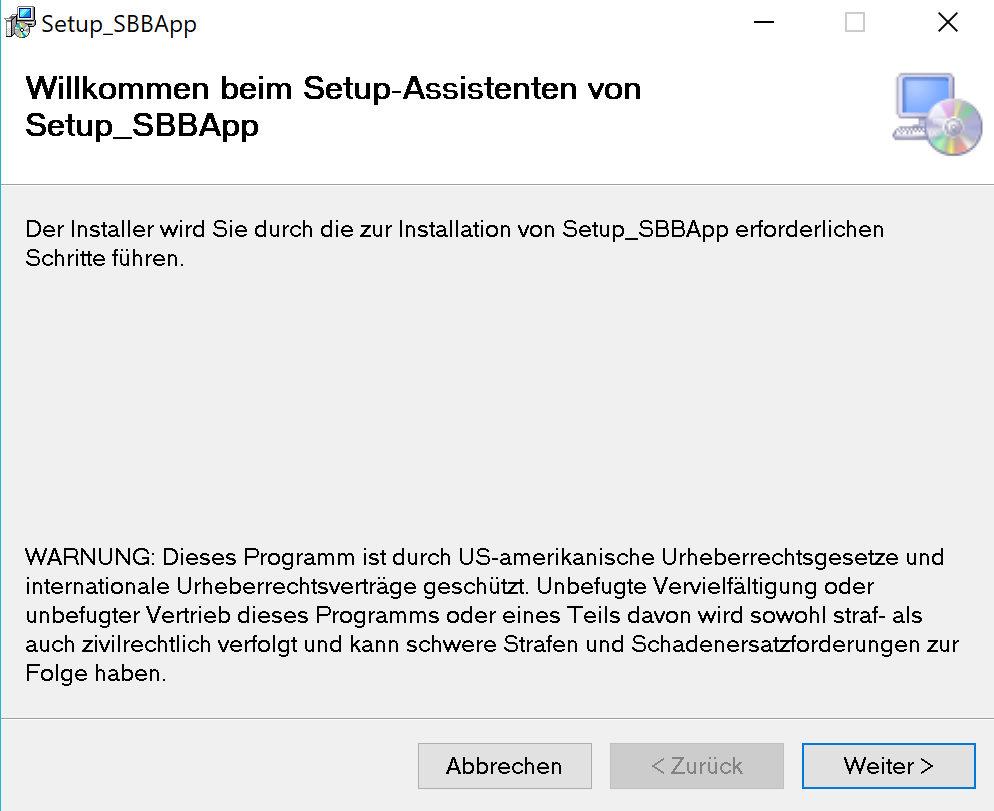 Setup_SBBApp
Willkommen beim Setup-Assistenten von
Setup_SBBApp
Der Installer wird Sie durch die zur Installation von Setup_SBBApp erforderlichen
Schritte führen.
WARNUNG: Dieses Programm ist durch US-amerikanische Urheberrechtsgesetze und
internationale Urheberrechtsverträge geschützt. Unbefugte Vervielfältigung oder
unbefugter Vertrieb dieses Programms oder eines Teils davon wird sowohl straf- als
auch zivilrechtlich verfolgt und kann schwere Strafen und Schadenersatzforderungen zur
Folge haben.
Abbrechen
< Zurück
Weiter >